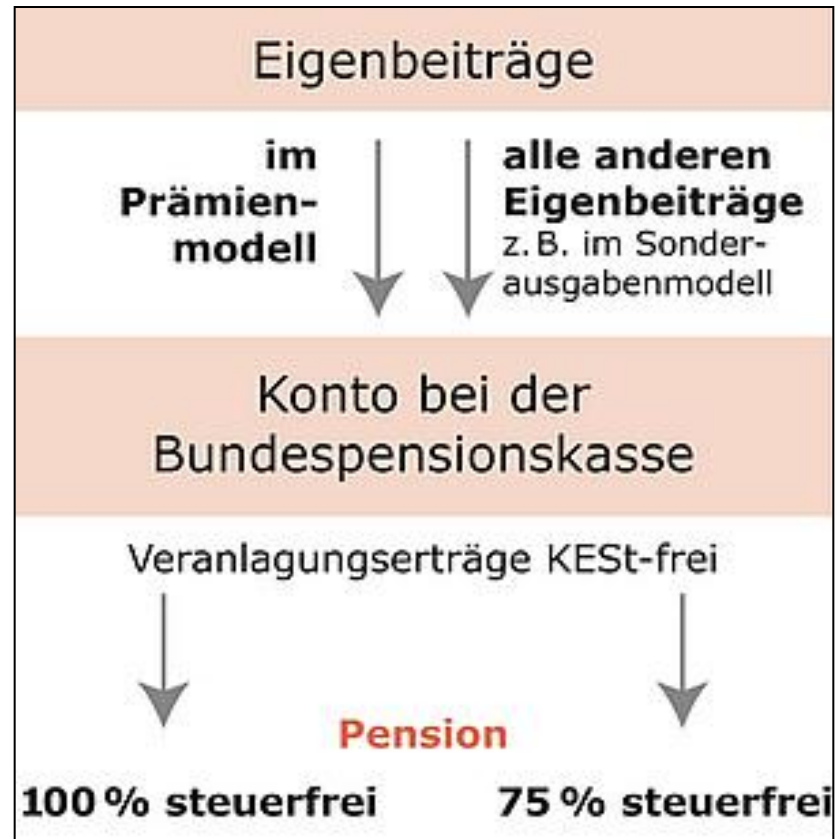 Eigenbeiträge
im
Prämien-
modell
alle anderen
Eigenbeiträge
z. B. im Sonder-
ausgabenmodell
Konto bei der
Bundespensionskasse
Veranlagungserträge KESt-frei
Pension
100 % steuerfrei
75 % steuerfrei